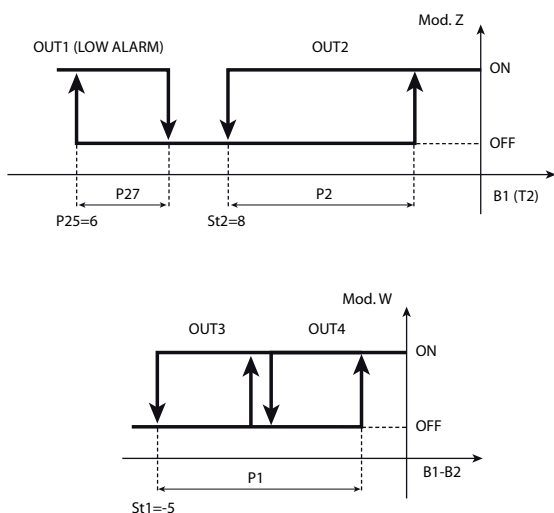 Mod. Z
OUT1 (LOW ALARM)
OUT2
ON
OFF
P27
P2
P25=6
St2=8
B1 (T2)
Mod. W
OUT3
OUT4
ON
OFF
P1
B1-B2
St1=-5